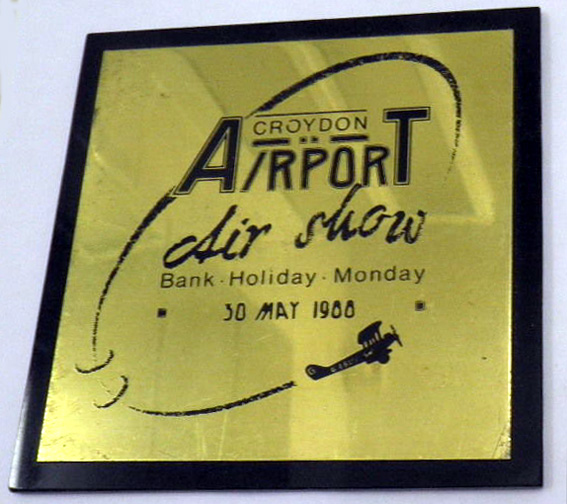 CROYDON
AIRPORT
Air show
Bank · Holiday · Monday
30 MAY 1988